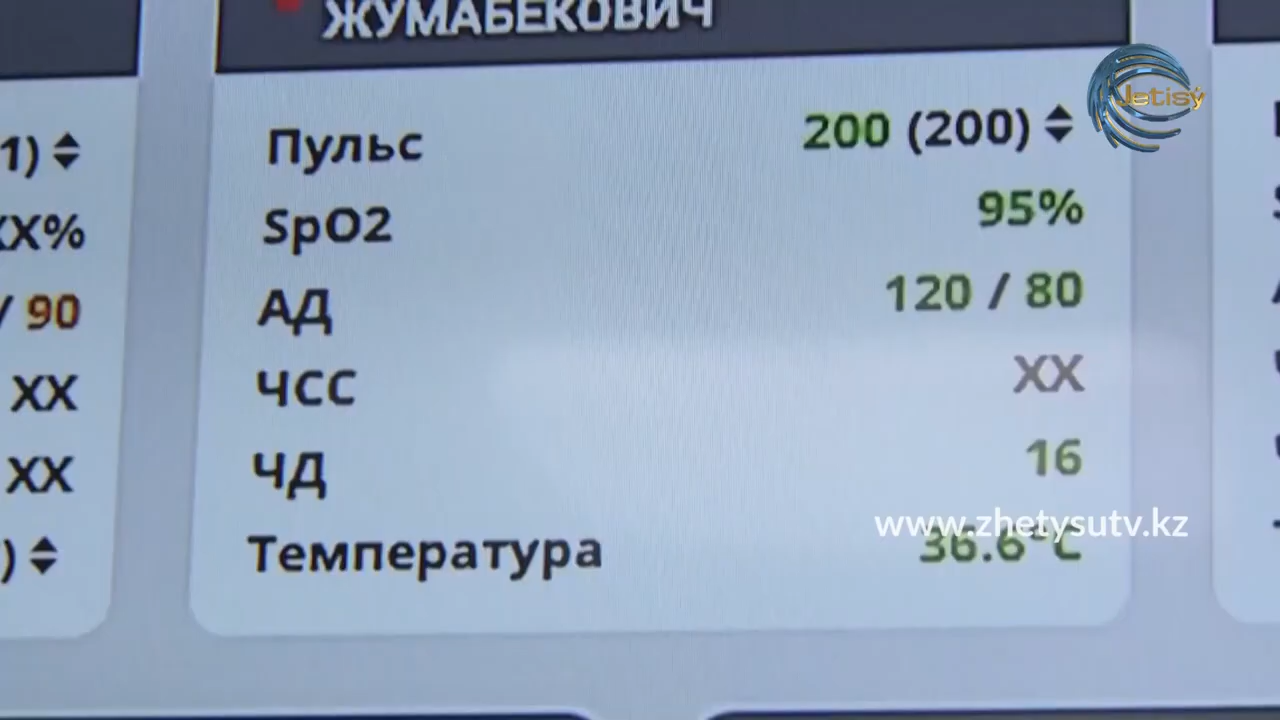 ЖУМАБЕКОВИЧ
Jetisý
1)
XX%
/ 90
XX
XX
)
Пульс 200 (200)
SpO2 95%
АД 120 / 80
ЧСС XX
ЧД 16
Температура 36.6°C
www.zhetysutv.kz